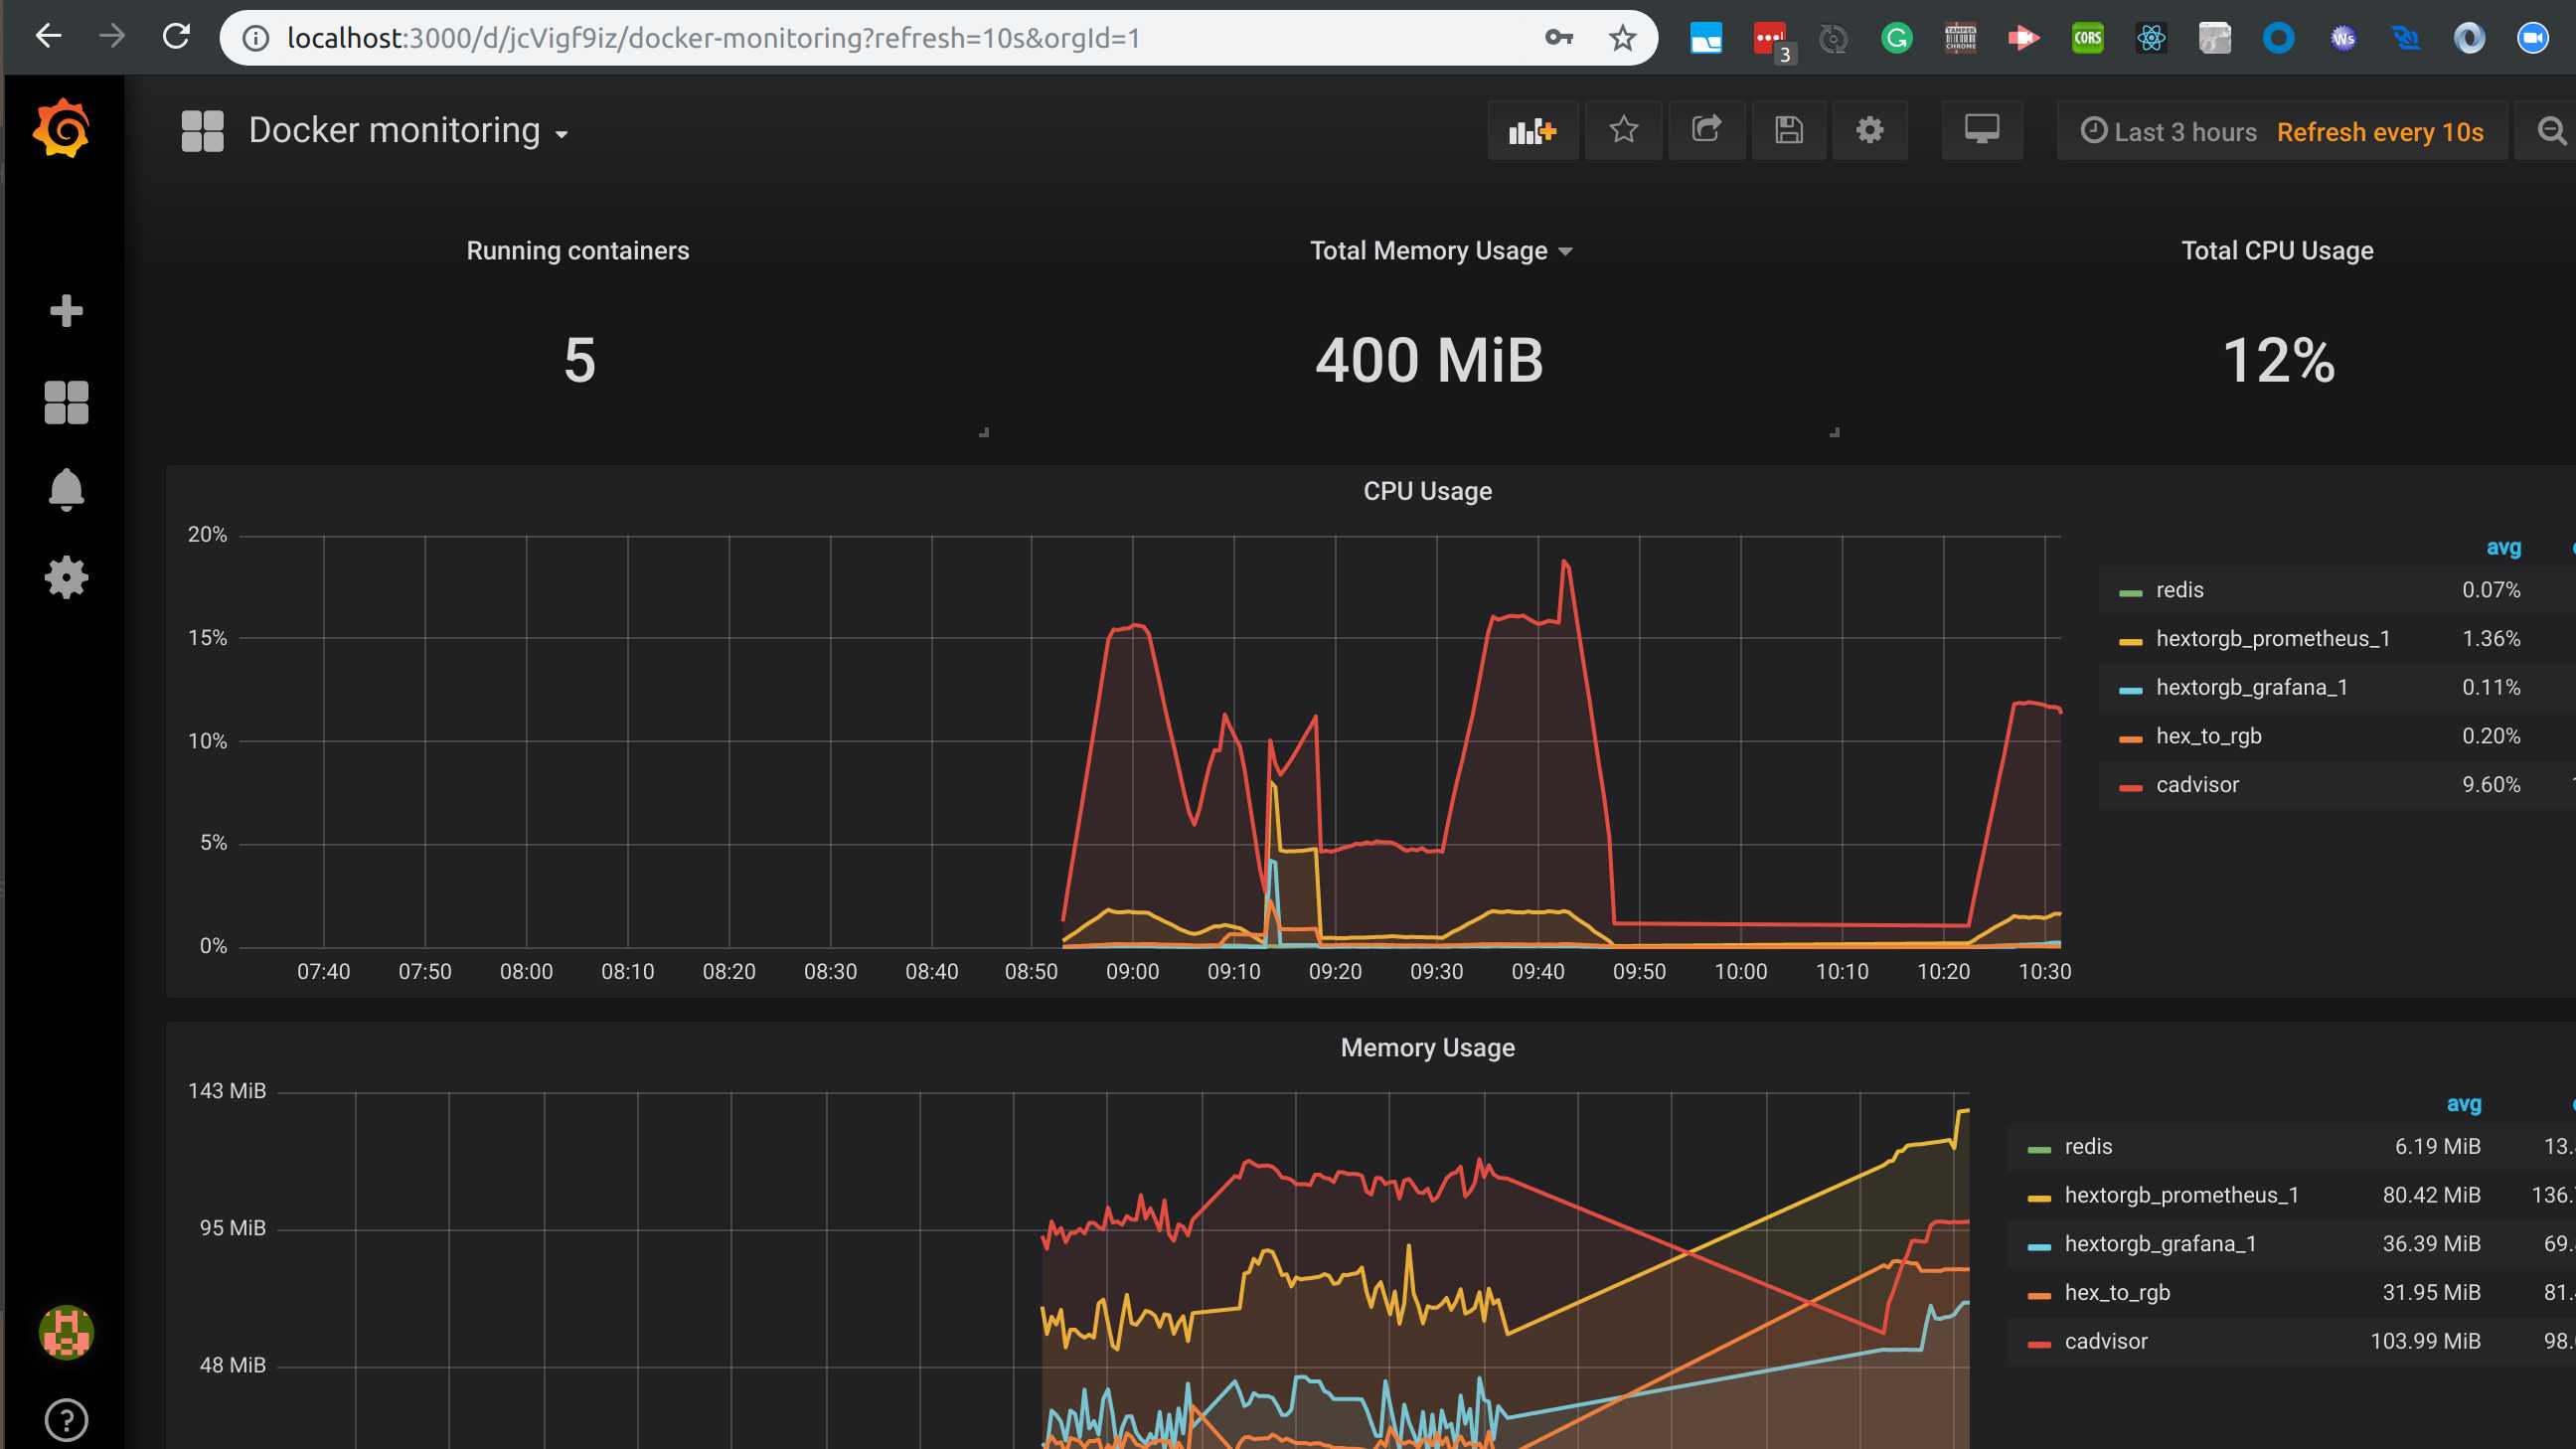 localhost:3000/d/jcVigf9iz/docker-monitoring?refresh=10s&orgId=1
3
CORS
Ws
TAMPER
CHROME
Docker monitoring
Last 3 hours Refresh every 10s
Running containers
5
Total Memory Usage
400 MiB
Total CPU Usage
12%
CPU Usage
20%
15%
10%
5%
0%
07:40 07:50 08:00 08:10 08:20 08:30 08:40 08:50 09:00 09:10 09:20 09:30 09:40 09:50 10:00 10:10 10:20 10:30
avg
redis 0.07%
hextorgb_prometheus_1 1.36%
hextorgb_grafana_1 0.11%
hex_to_rgb 0.20%
cadvisor 9.60%
Memory Usage
143 MiB
95 MiB
48 MiB
avg
redis 6.19 MiB 13.
hextorgb_prometheus_1 80.42 MiB 136.
hextorgb_grafana_1 36.39 MiB 69.
hex_to_rgb 31.95 MiB 81.
cadvisor 103.99 MiB 98.